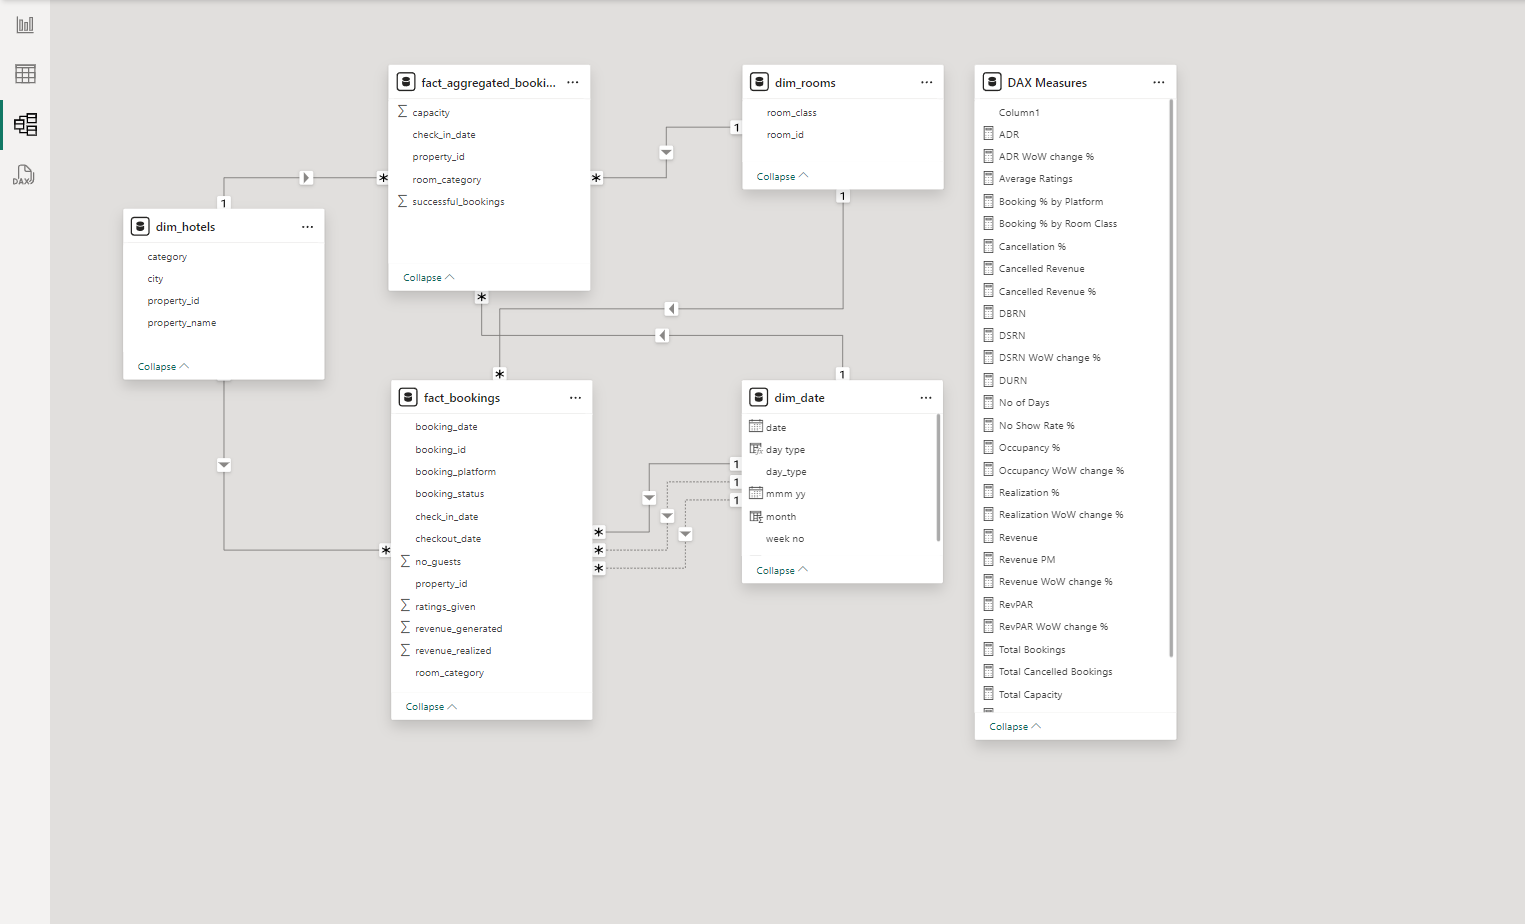 DAX
fact_aggregated_booki...
capacity
check_in_date
property_id
room_category
successful_bookings
Collapse
dim_rooms
room_class
room_id
Collapse
dim_hotels
category
city
property_id
property_name
Collapse
fact_bookings
booking_date
booking_id
booking_platform
booking_status
check_in_date
checkout_date
no_guests
property_id
ratings_given
revenue_generated
revenue_realized
room_category
Collapse
dim_date
date
day type
day_type
mmm yy
month
week no
Collapse
DAX Measures
Column1
ADR
ADR WoW change %
Average Ratings
Booking % by Platform
Booking % by Room Class
Cancellation %
Cancelled Revenue
Cancelled Revenue %
DBRN
DSRN
DSRN WoW change %
DURN
No of Days
No Show Rate %
Occupancy %
Occupancy WoW change %
Realization %
Realization WoW change %
Revenue
Revenue PM
Revenue WoW change %
RevPAR
RevPAR WoW change %
Total Bookings
Total Cancelled Bookings
Total Capacity
Collapse
1
*
*
1
1
*
*
1
*
1
1
1
*
*
*